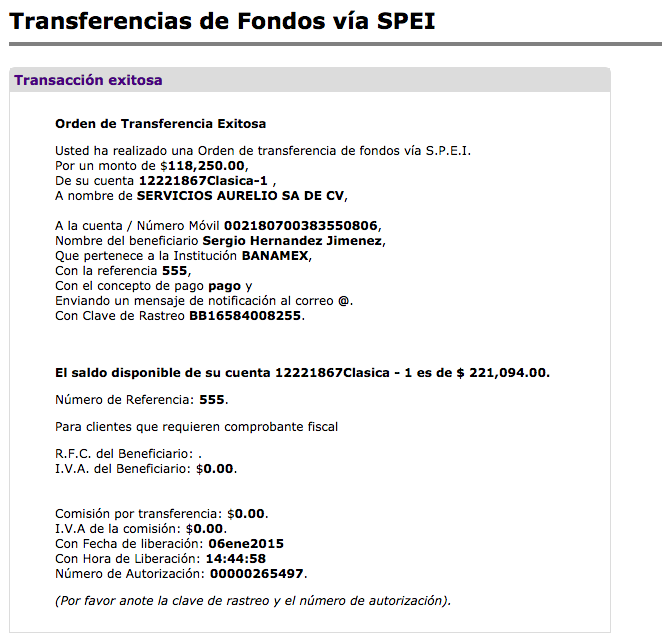 Transferencias de Fondos vía SPEI
Transacción exitosa
Orden de Transferencia Exitosa
Usted ha realizado una Orden de transferencia de fondos vía S.P.E.I.
Por un monto de $118,250.00,
De su cuenta 12221867Clasica-1 ,
A nombre de SERVICIOS AURELIO SA DE CV,
A la cuenta / Número Móvil 002180700383550806,
Nombre del beneficiario Sergio Hernandez Jimenez,
Que pertenece a la Institución BANAMEX,
Con la referencia 555,
Con el concepto de pago pago y
Enviando un mensaje de notificación al correo @.
Con Clave de Rastreo BB16584008255.
El saldo disponible de su cuenta 12221867Clasica - 1 es de $ 221,094.00.
Número de Referencia: 555.
Para clientes que requieren comprobante fiscal
R.F.C. del Beneficiario: .
I.V.A. del Beneficiario: $0.00.
Comisión por transferencia: $0.00.
I.V.A de la comisión: $0.00.
Con Fecha de liberación: 06ene2015
Con Hora de Liberación: 14:44:58
Número de Autorización: 00000265497.
(Por favor anote la clave de rastreo y el número de autorización).